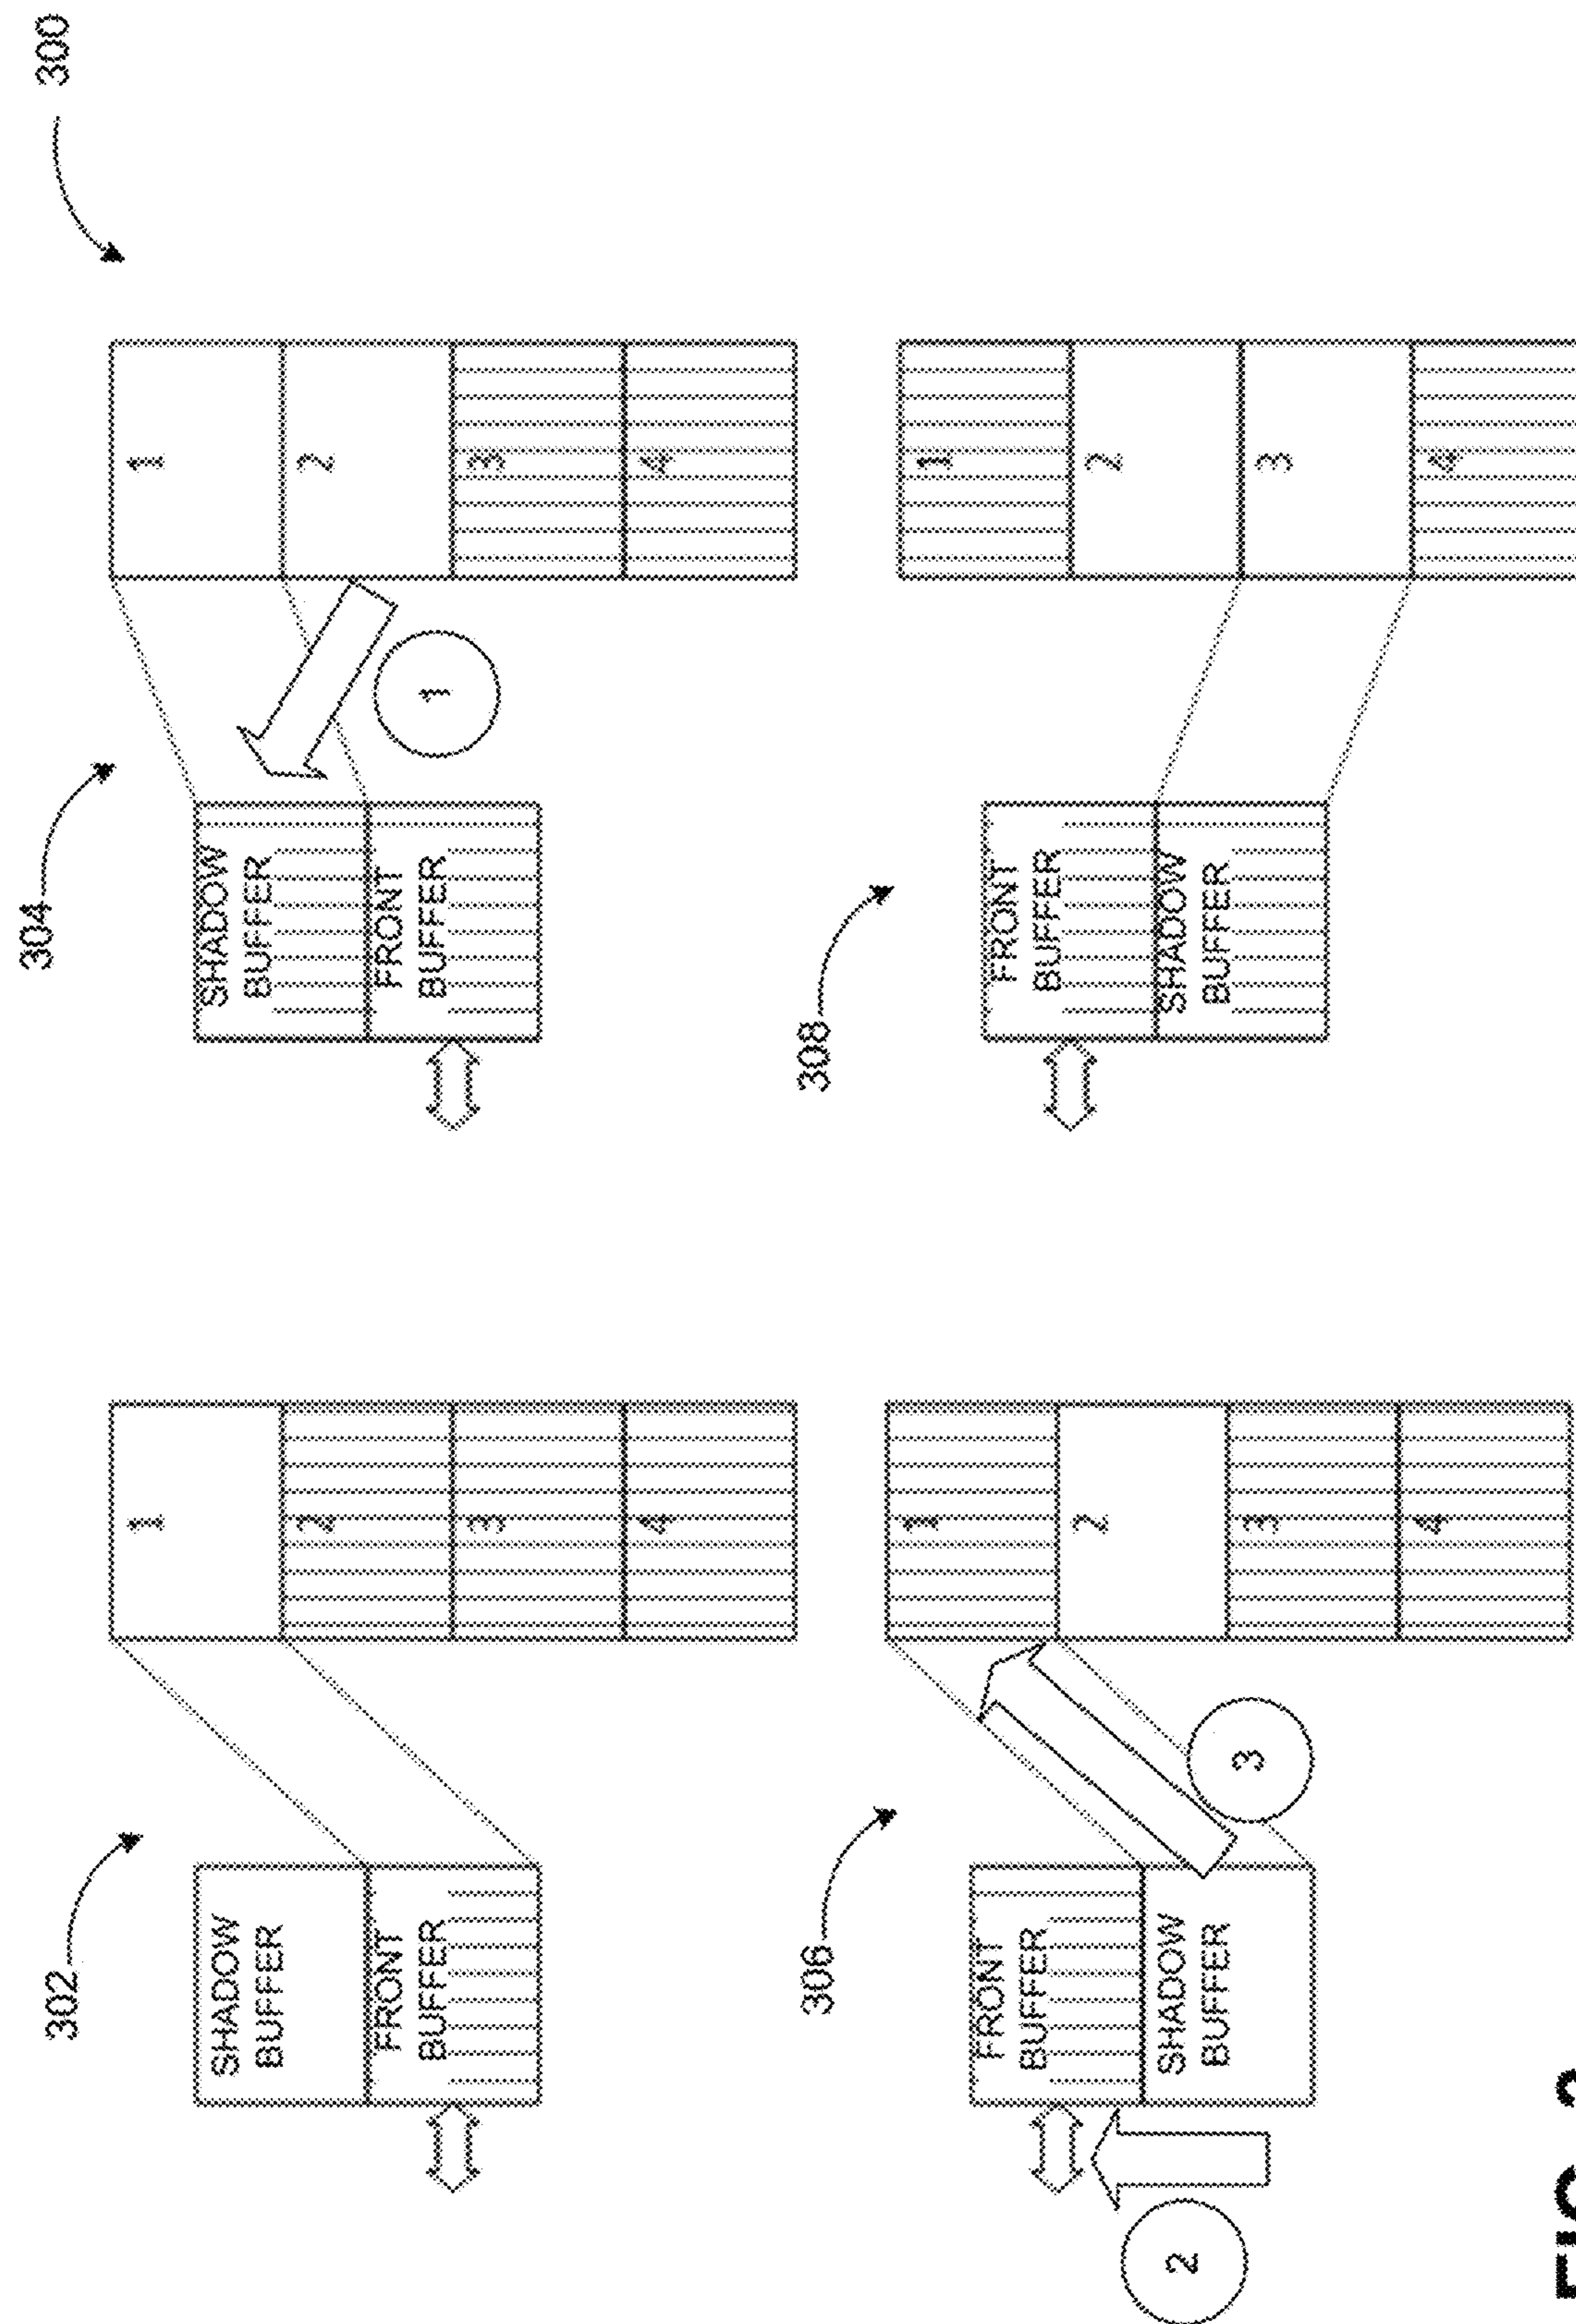 300
302
SHADOW
BUFFER
FRONT
BUFFER
1
2
3
4
304
SHADOW
BUFFER
FRONT
BUFFER
1
1
2
3
4
306
FRONT
BUFFER
SHADOW
BUFFER
2
3
1
2
3
4
308
FRONT
BUFFER
SHADOW
BUFFER
1
2
3
4
FIG.